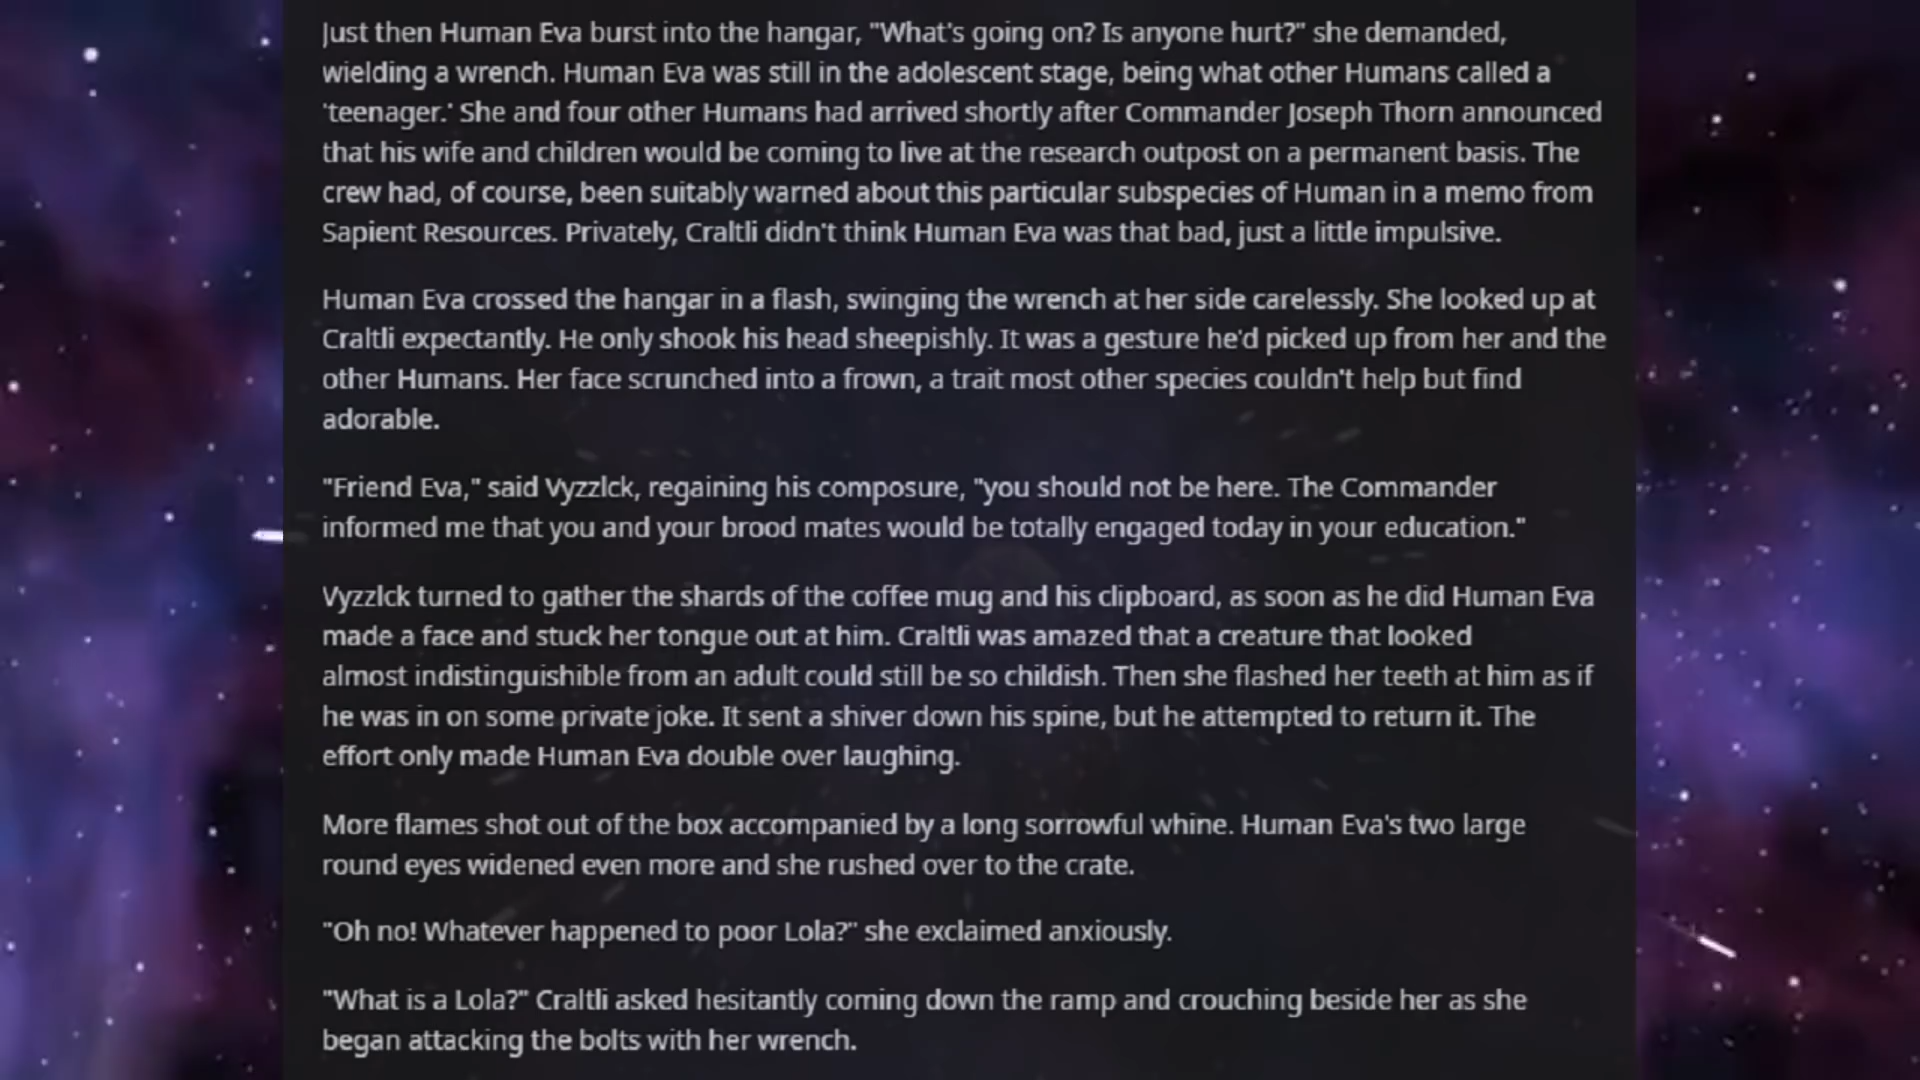 Just then Human Eva burst into the hangar, "What's going on? Is anyone hurt?" she demanded,
wielding a wrench. Human Eva was still in the adolescent stage, being what other Humans called a
'teenager.' She and four other Humans had arrived shortly after Commander Joseph Thorn announced
that his wife and children would be coming to live at the research outpost on a permanent basis. The
crew had, of course, been suitably warned about this particular subspecies of Human in a memo from
Sapient Resources. Privately, Craltli didn't think Human Eva was that bad, just a little impulsive.
Human Eva crossed the hangar in a flash, swinging the wrench at her side carelessly. She looked up at
Craltli expectantly. He only shook his head sheepishly. It was a gesture he'd picked up from her and the
other Humans. Her face scrunched into a frown, a trait most other species couldn't help but find
adorable.
"Friend Eva," said Vyzzlck, regaining his composure, "you should not be here. The Commander
informed me that you and your brood mates would be totally engaged today in your education."
Vyzzlck turned to gather the shards of the coffee mug and his clipboard, as soon as he did Human Eva
made a face and stuck her tongue out at him. Craltli was amazed that a creature that looked
almost indistinguishible from an adult could still be so childish. Then she flashed her teeth at him as if
he was in on some private joke. It sent a shiver down his spine, but he attempted to return it. The
effort only made Human Eva double over laughing.
More flames shot out of the box accompanied by a long sorrowful whine. Human Eva's two large
round eyes widened even more and she rushed over to the crate.
"Oh no! Whatever happened to poor Lola?" she exclaimed anxiously.
"What is a Lola?" Craltli asked hesitantly coming down the ramp and crouching beside her as she
began attacking the bolts with her wrench.